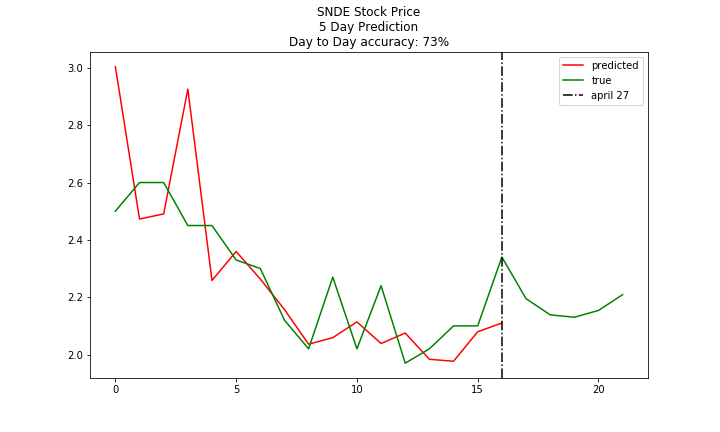 SNDE Stock Price
5 Day Prediction
Day to Day accuracy: 73%
predicted
true
april 27
3.0
2.8
2.6
2.4
2.2
2.0
0
5
10
15
20